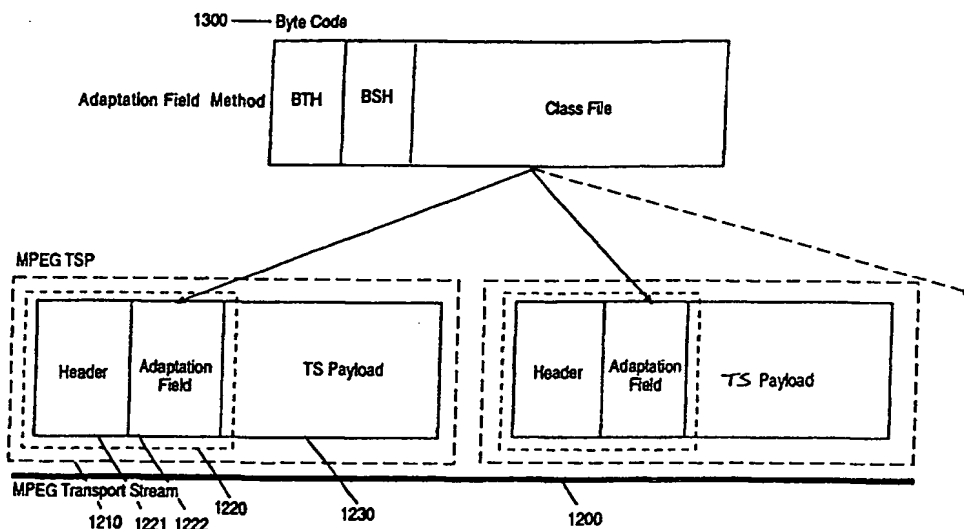 1300 Byte Code
Adaptation Field Method
BTH
BSH
Class File
MPEG TSP
Header
Adaptation
Field
TS Payload
Header
Adaptation
Field
TS Payload
MPEG Transport Stream
1210
1221
1222
1220
1230
1200